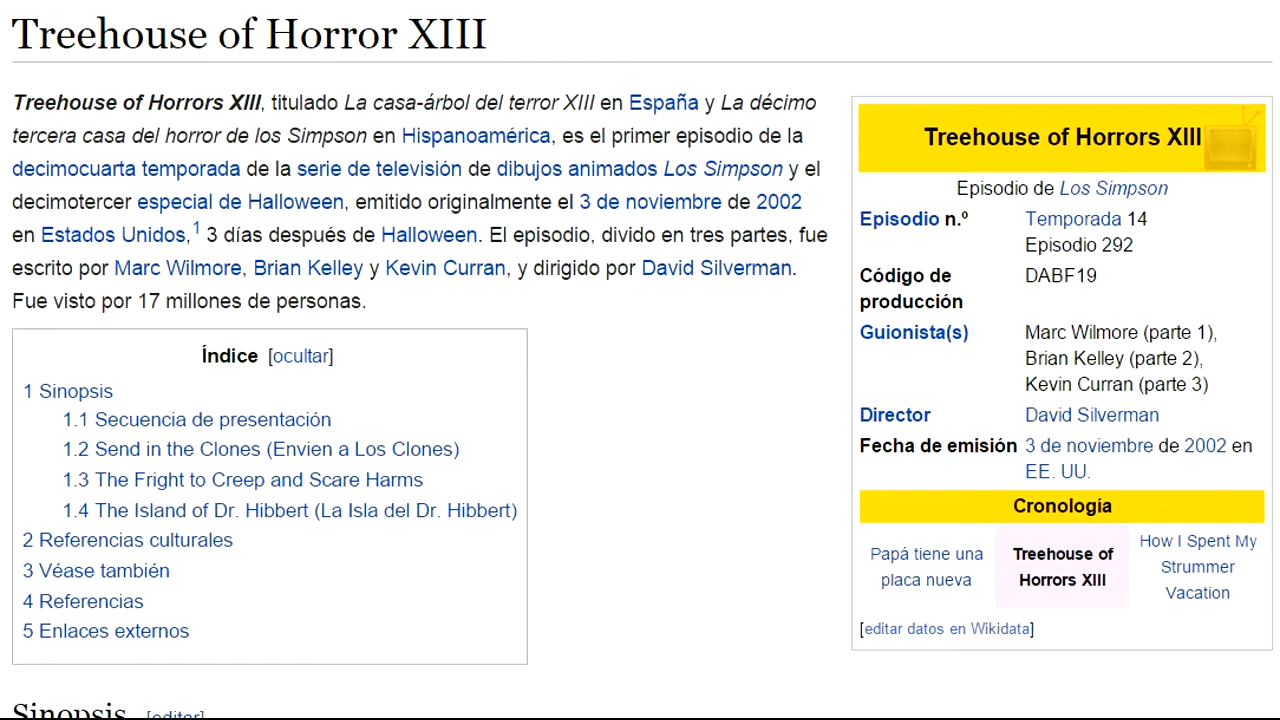 Treehouse of Horror XIII
Treehouse of Horrors XIII, titulado La casa-árbol del terror XIII en España y La décimo
tercera casa del horror de los Simpson en Hispanoamérica, es el primer episodio de la
decimocuarta temporada de la serie de televisión de dibujos animados Los Simpson y el
decimotercer especial de Halloween, emitido originalmente el 3 de noviembre de 2002
en Estados Unidos,1 3 días después de Halloween. El episodio, divido en tres partes, fue
escrito por Marc Wilmore, Brian Kelley y Kevin Curran, y dirigido por David Silverman.
Fue visto por 17 millones de personas.
Índice [ocultar]
1 Sinopsis
1.1 Secuencia de presentación
1.2 Send in the Clones (Envien a Los Clones)
1.3 The Fright to Creep and Scare Harms
1.4 The Island of Dr. Hibbert (La Isla del Dr. Hibbert)
2 Referencias culturales
3 Véase también
4 Referencias
5 Enlaces externos
Treehouse of Horrors XIII
Episodio de Los Simpson
Episodio n.º Temporada 14
Episodio 292
Código de DABF19
producción
Guionista(s) Marc Wilmore (parte 1),
Brian Kelley (parte 2),
Kevin Curran (parte 3)
Director David Silverman
Fecha de emisión 3 de noviembre de 2002 en
EE. UU.
Cronología
Papá tiene una
placa nueva
Treehouse of
Horrors XIII
How I Spent My
Strummer
Vacation
[editar datos en Wikidata]
Sinopsis [editar]